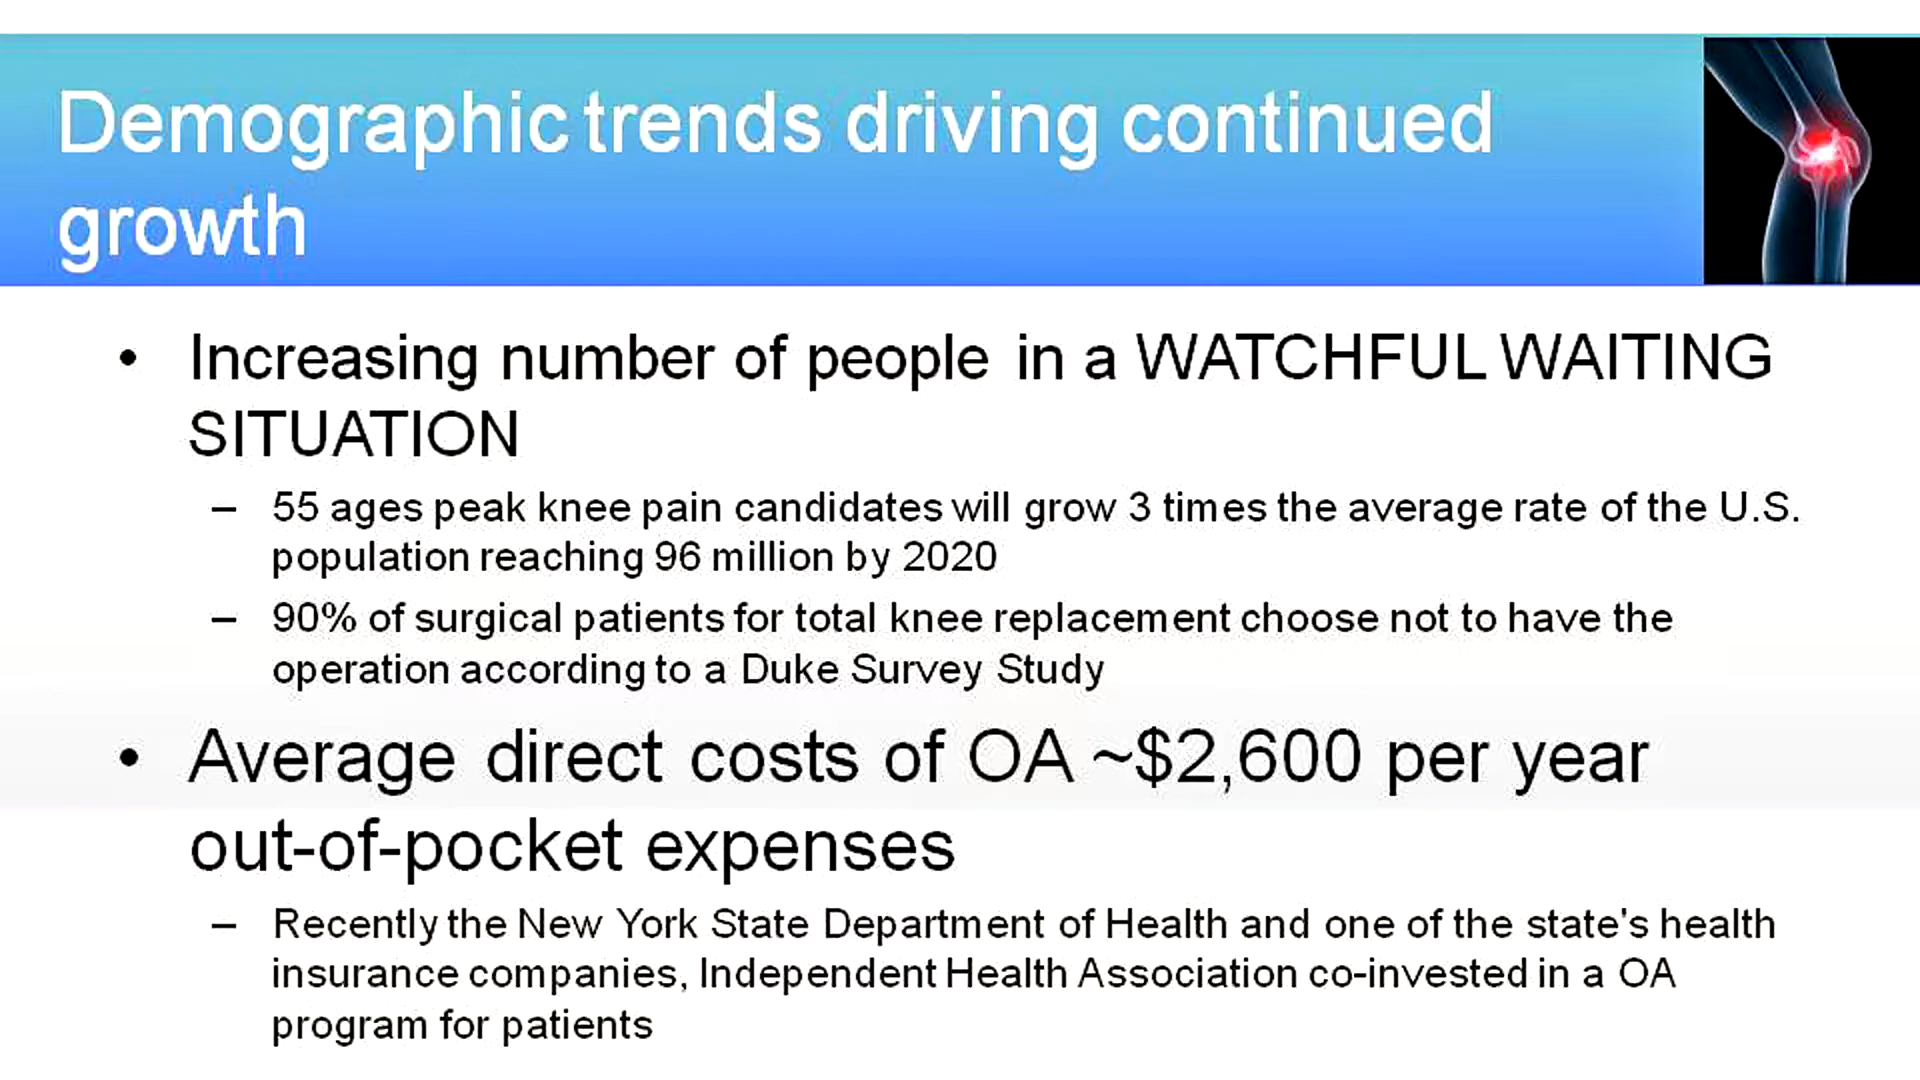 Demographic trends driving continued
growth
• Increasing number of people in a WATCHFUL WAITING
SITUATION
– 55 ages peak knee pain candidates will grow 3 times the average rate of the U.S.
population reaching 96 million by 2020
– 90% of surgical patients for total knee replacement choose not to have the
operation according to a Duke Survey Study
• Average direct costs of OA ~$2,600 per year
out-of-pocket expenses
– Recently the New York State Department of Health and one of the state's health
insurance companies, Independent Health Association co-invested in a OA
program for patients